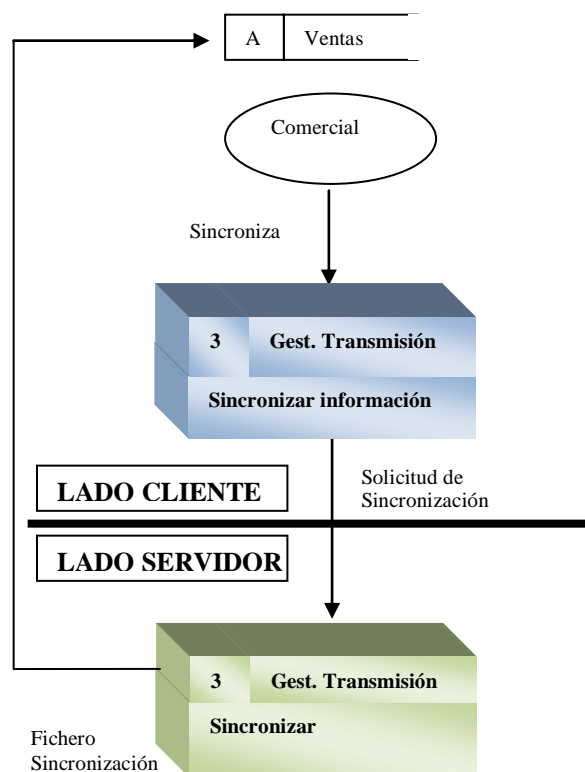 A Ventas
Comercial
Sincroniza
3 Gest. Transmisión
Sincronizar información
LADO CLIENTE
Solicitud de
Sincronización
LADO SERVIDOR
3 Gest. Transmisión
Sincronizar
Fichero
Sincronización